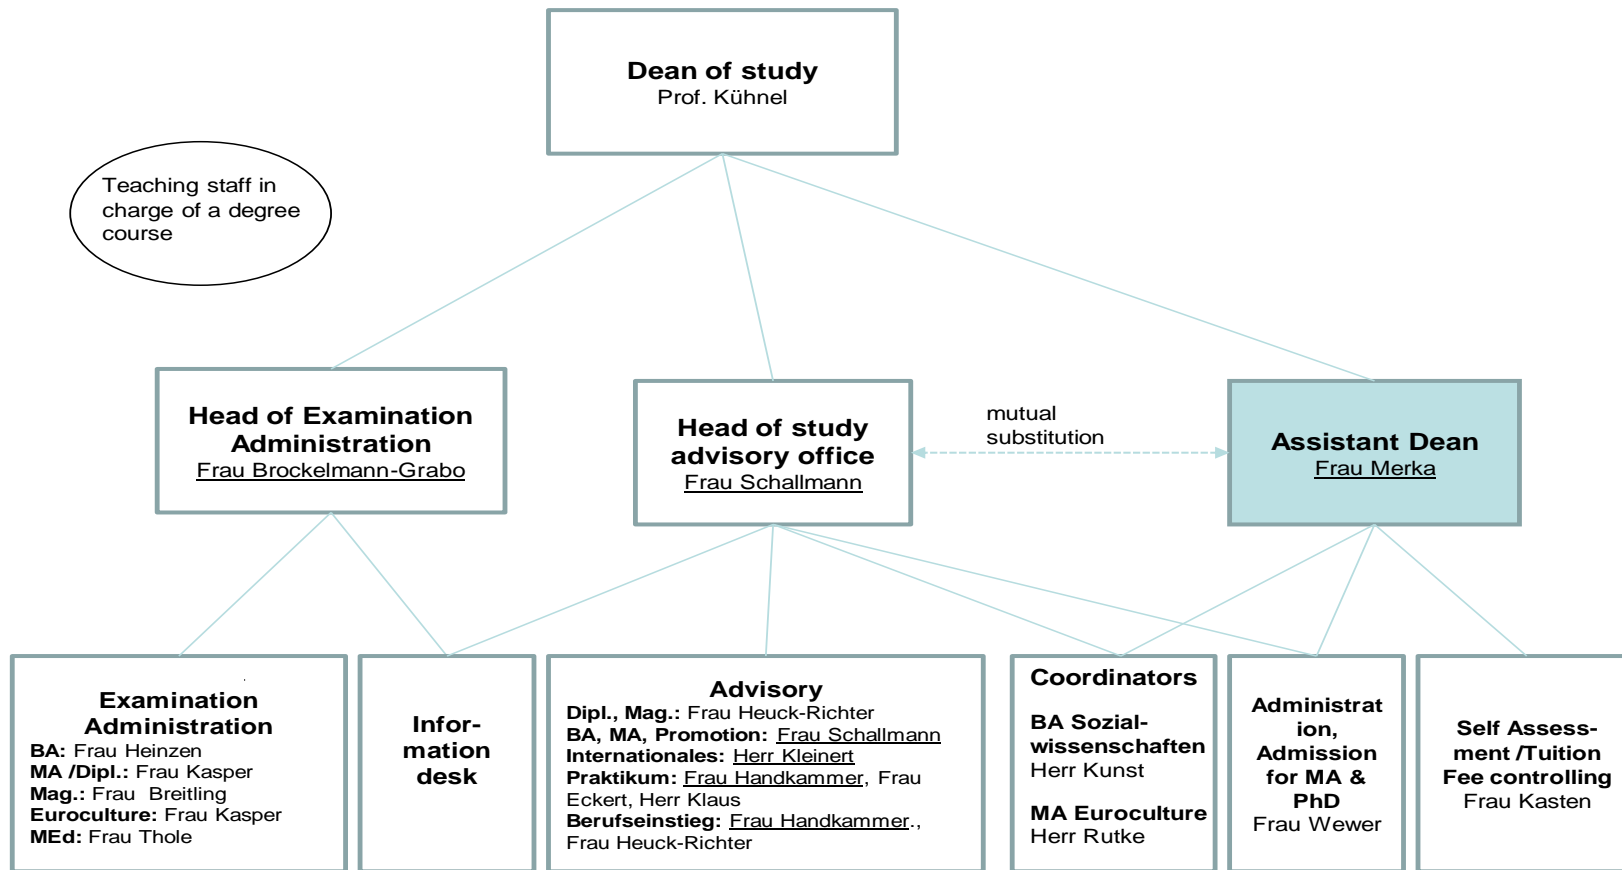 Dean of study
Prof. Kühnel
Teaching staff in
charge of a degree
course
Head of Examination
Administration
Frau Brockelmann-Grabo
Head of study
advisory office
Frau Schallmann
mutual
substitution
Assistant Dean
Frau Merka
Examination
Administration
BA: Frau Heinzen
MA /Dipl.: Frau Kasper
Mag.: Frau Breitling
Euroculture: Frau Kasper
MEd: Frau Thole
Infor-
mation
desk
Advisory
Dipl., Mag.: Frau Heuck-Richter
BA, MA, Promotion: Frau Schallmann
Internationales: Herr Kleinert
Praktikum: Frau Handkammer, Frau
Eckert, Herr Klaus
Berufseinstieg: Frau Handkammer.,
Frau Heuck-Richter
Coordinators
BA Sozial-
wissenschaften
Herr Kunst
MA Euroculture
Herr Rutke
Administrat
ion,
Admission
for MA &
PhD
Frau Wewer
Self Assess-
ment /Tuition
Fee controlling
Frau Kasten